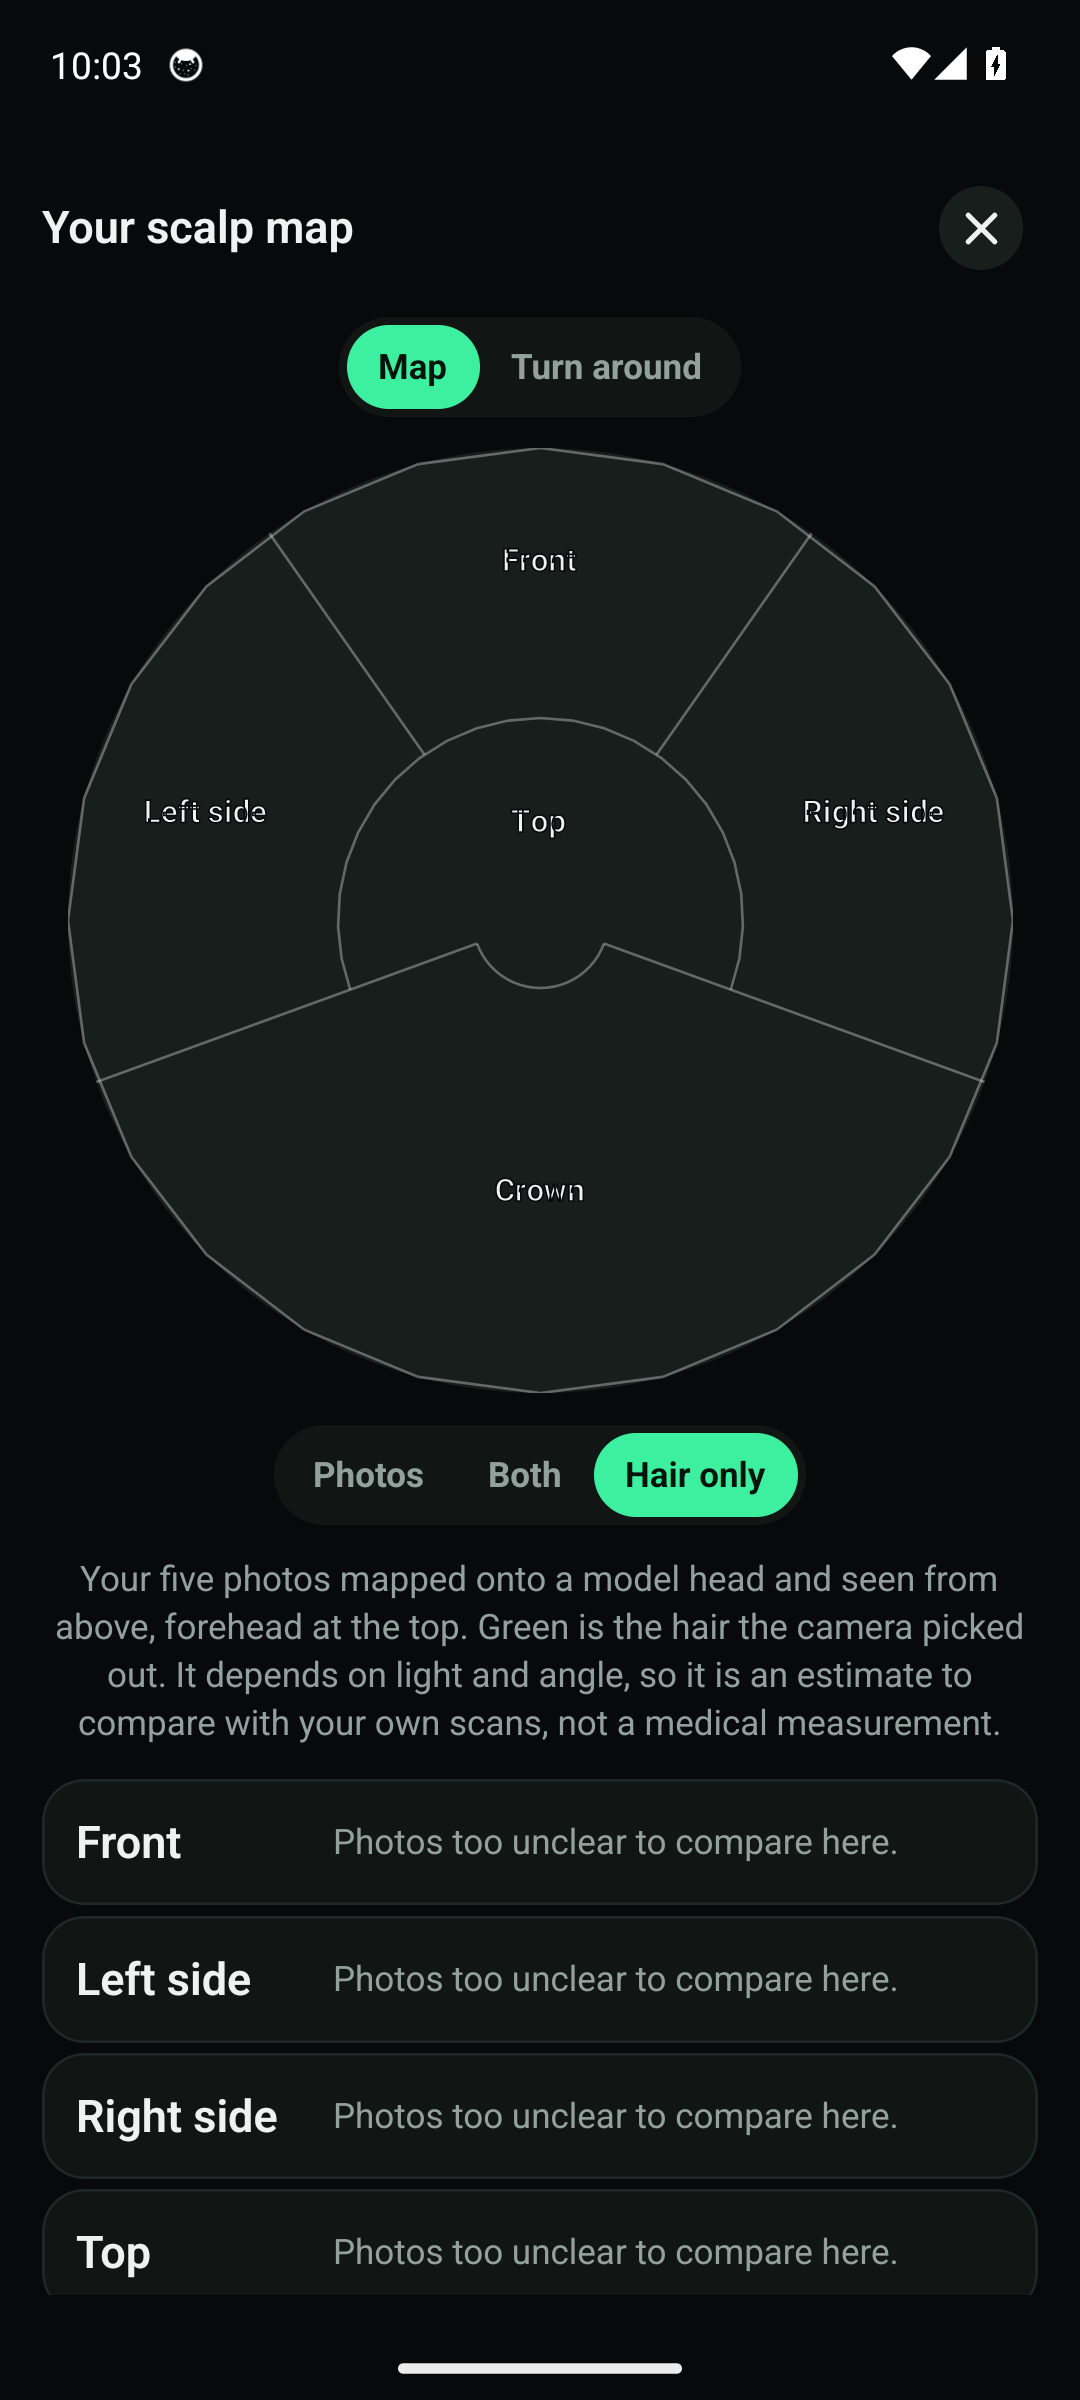 10:03
Your scalp map
Map
Turn around
Front
Left side
Top
Right side
Crown
Photos
Both
Hair only
Your five photos mapped onto a model head and seen from
above, forehead at the top. Green is the hair the camera picked
out. It depends on light and angle, so it is an estimate to
compare with your own scans, not a medical measurement.
Front
Photos too unclear to compare here.
Left side
Photos too unclear to compare here.
Right side
Photos too unclear to compare here.
Top
Photos too unclear to compare here.